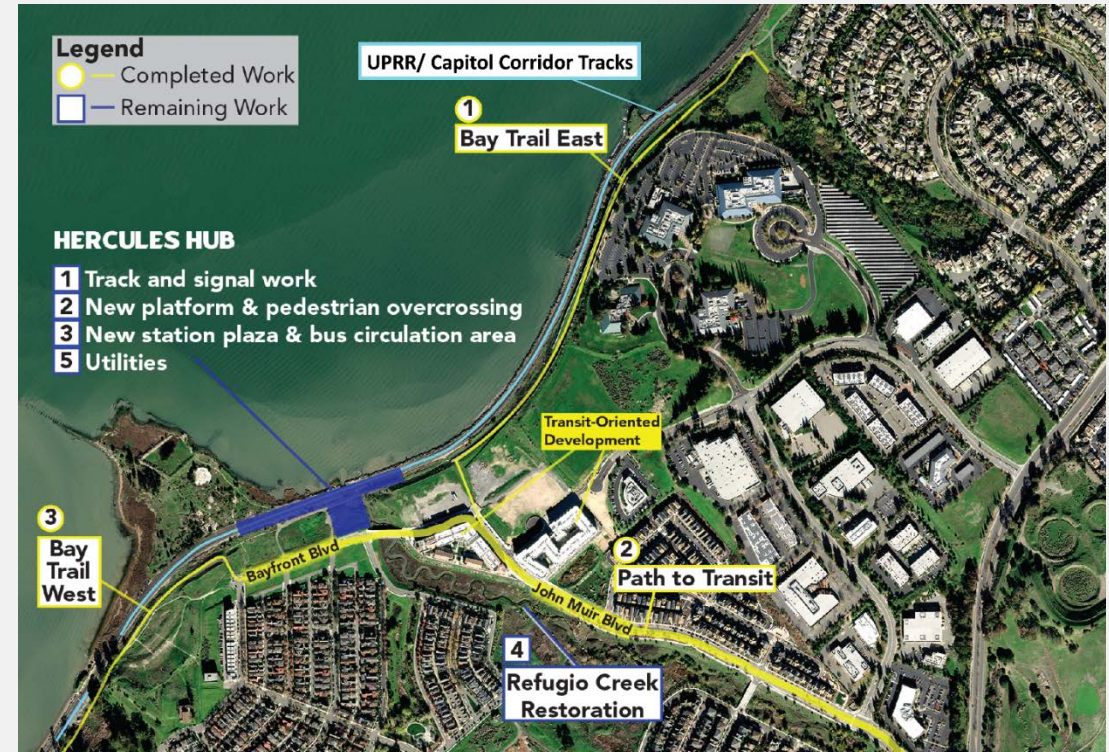 Legend
Completed Work
Remaining Work
UPRR/ Capitol Corridor Tracks
1
Bay Trail East
HERCULES HUB
1 Track and signal work
2 New platform & pedestrian overcrossing
3 New station plaza & bus circulation area
5 Utilities
Transit-Oriented
Development
3
Bay
Trail
West
Bayfront Blvd
2
Path to Transit
John Muir Blvd
4
Refugio Creek
Restoration